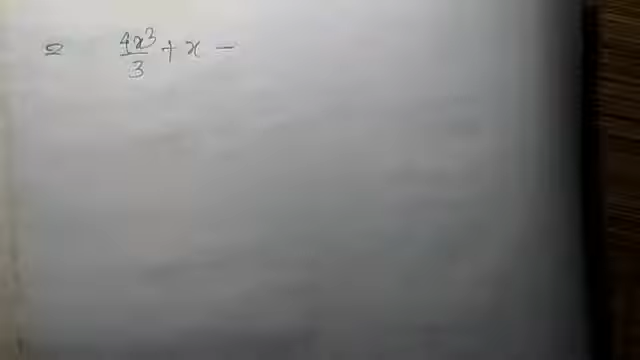 = 4x³/3 + x −